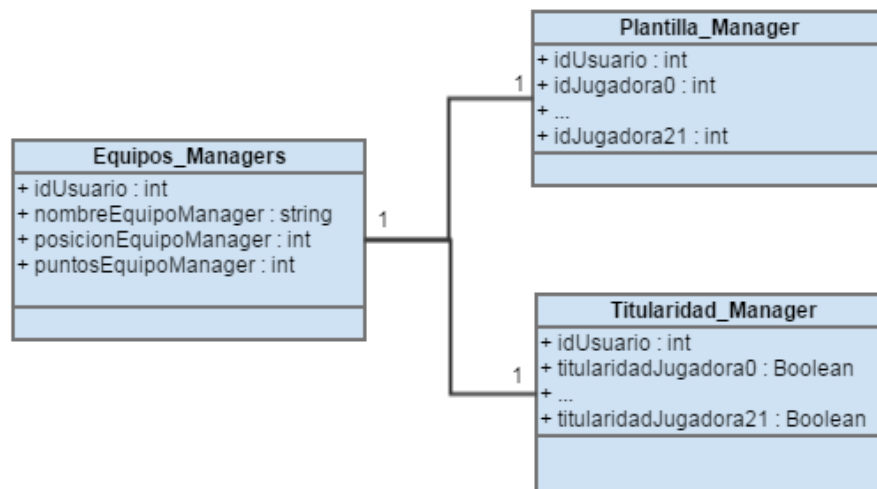 Plantilla_Manager
+ idUsuario : int
+ idJugadora0 : int
+ ...
+ idJugadora21 : int
1
Equipos_Managers
+ idUsuario : int
+ nombreEquipoManager : string
+ posicionEquipoManager : int
+ puntosEquipoManager : int
1
Titularidad_Manager
+ idUsuario : int
+ titularidadJugadora0 : Boolean
+ ...
+ titularidadJugadora21 : Boolean
1